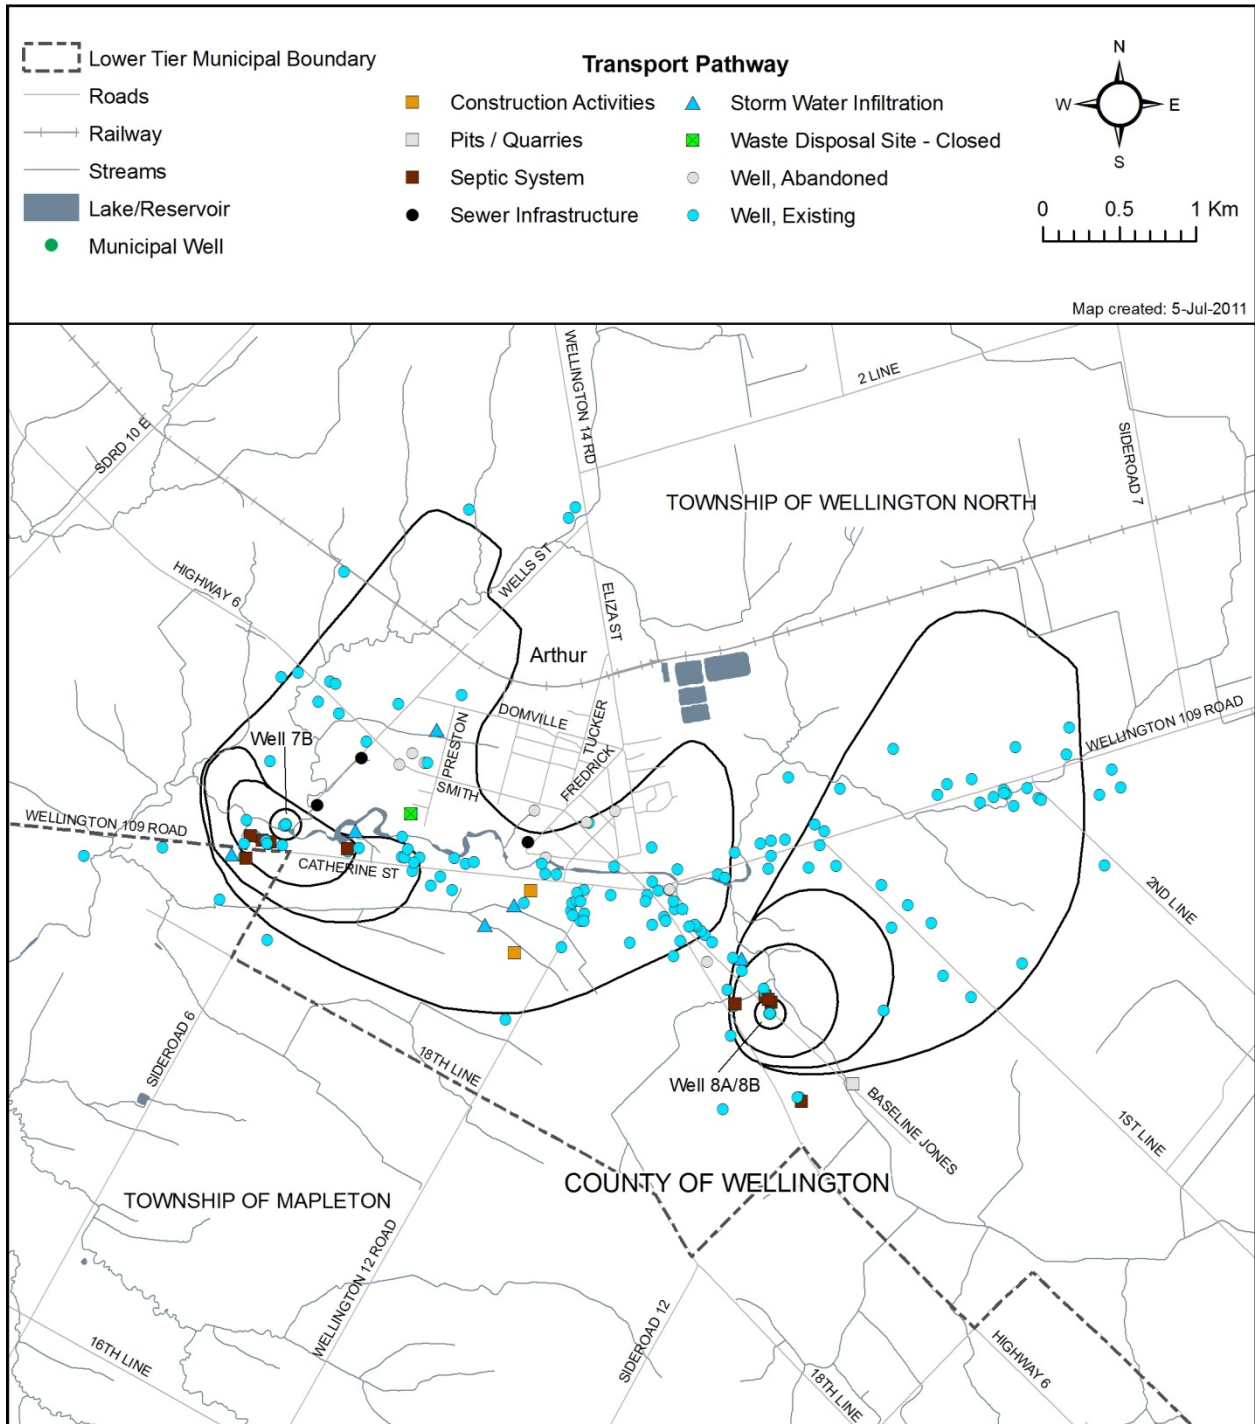 Lower Tier Municipal Boundary
Roads
Railway
Streams
Lake/Reservoir
Municipal Well
Transport Pathway
Construction Activities
Pits / Quarries
Septic System
Sewer Infrastructure
Storm Water Infiltration
Waste Disposal Site - Closed
Well, Abandoned
Well, Existing
N
W
E
S
0 0.5 1 Km
Map created: 5-Jul-2011
WELLINGTON 14 RD
2 LINE
SDRD 10 E
SIDEROAD 7
TOWNSHIP OF WELLINGTON NORTH
HIGHWAY 6
WELLS ST
ELIZA ST
Arthur
DOMVILLE
TUCKER
PRESTON
FREDRICK
SMITH
WELLINGTON 109 ROAD
Well 7B
WELLINGTON 109 ROAD
CATHERINE ST
2ND LINE
SIDEROAD 6
18TH LINE
Well 8A/8B
BASELINE JONES
1ST LINE
COUNTY OF WELLINGTON
TOWNSHIP OF MAPLETON
WELLINGTON 12 ROAD
16TH LINE
SIDEROAD 12
18TH LINE
HIGHWAY 6